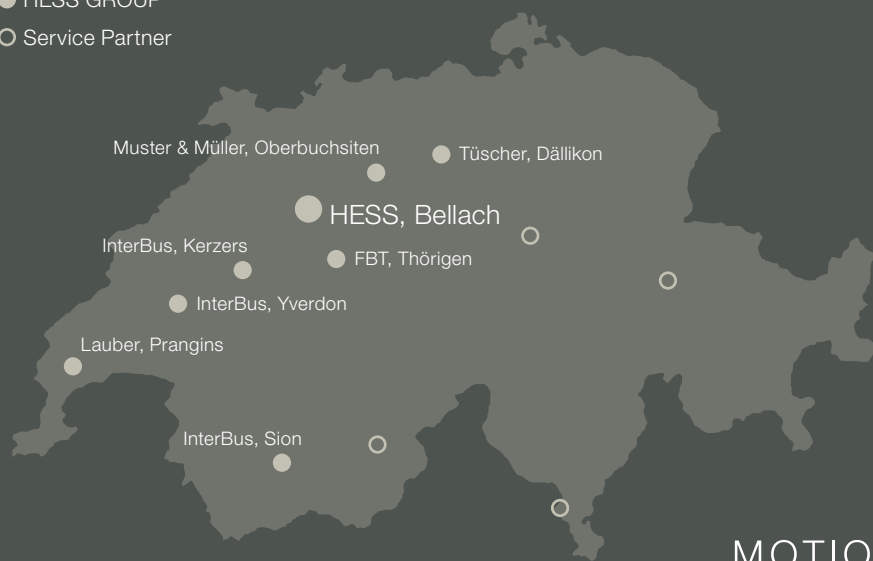 HESS GROUP
Service Partner
Muster & Müller, Oberbuchsiten
Tüscher, Dällikon
HESS, Bellach
InterBus, Kerzers
FBT, Thörigen
InterBus, Yverdon
Lauber, Prangins
InterBus, Sion
MOTIO